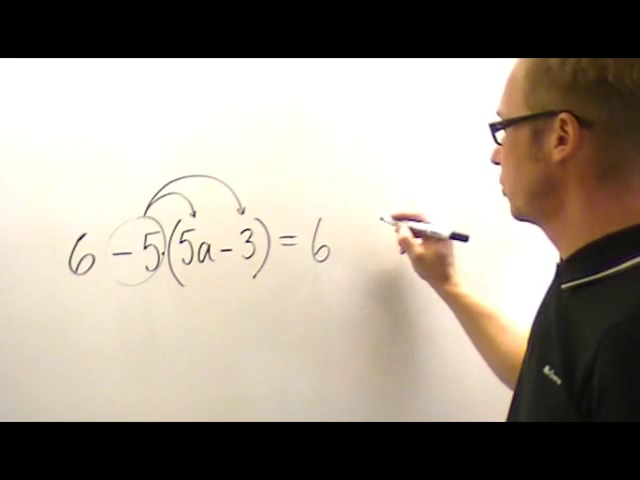 6 -5·(5a-3) = 6